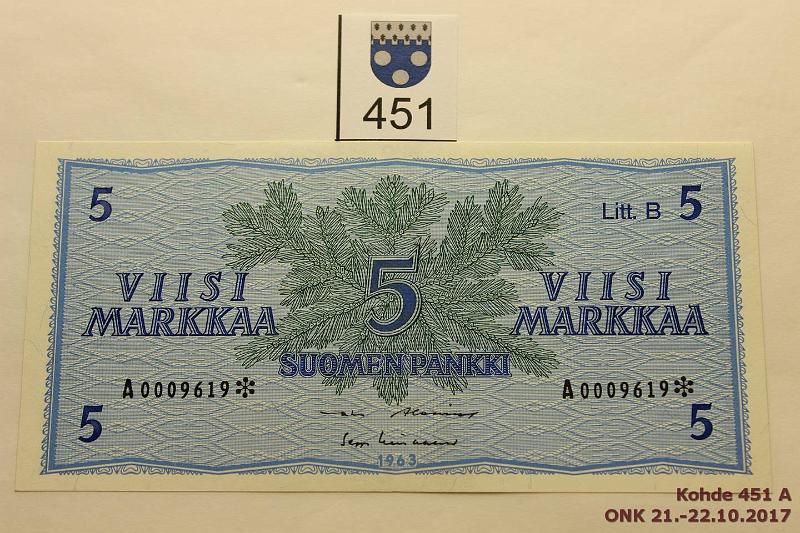 451
5 Litt. B 5
VIISI VIISI
MARKKAA 5 MARKKAA
SUOMEN PANKKI
A0009619* A0009619*
5 5
1963
Kohde 451 A
ONK 21.-22.10.2017